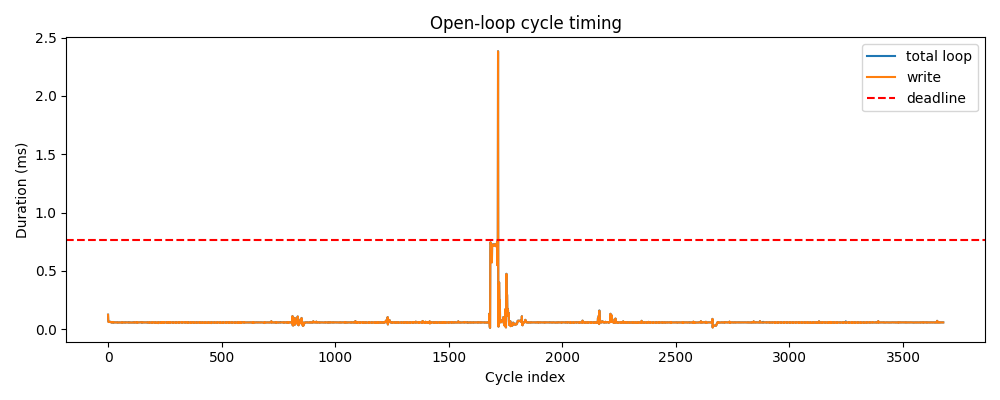 Open-loop cycle timing
Duration (ms)
2.5
2.0
1.5
1.0
0.5
0.0
total loop
write
deadline
0 500 1000 1500 2000 2500 3000 3500
Cycle index